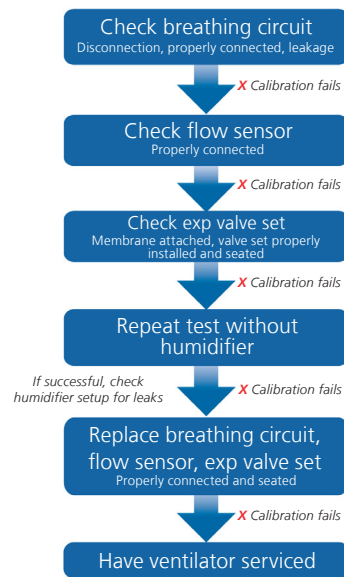 Check breathing circuit
Disconnection, properly connected, leakage
X Calibration fails
Check flow sensor
Properly connected
X Calibration fails
Check exp valve set
Membrane attached, valve set properly
installed and seated
X Calibration fails
Repeat test without
humidifier
If successful, check
humidifier setup for leaks
X Calibration fails
Replace breathing circuit,
flow sensor, exp valve set
Properly connected and seated
X Calibration fails
Have ventilator serviced